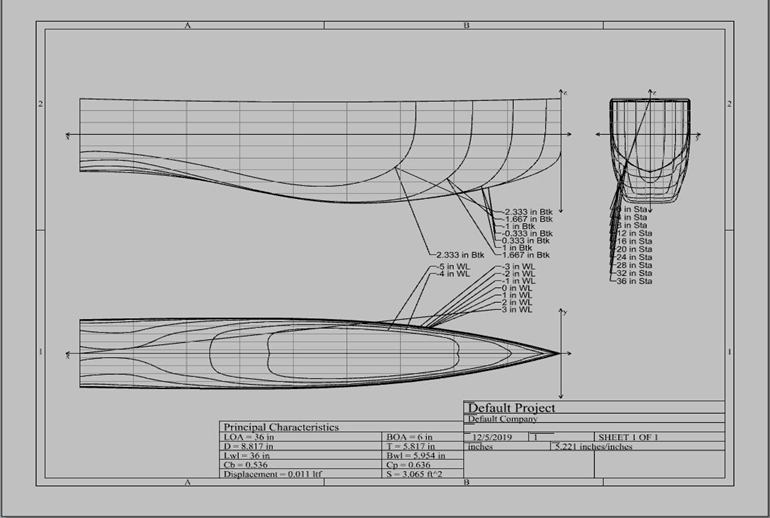 A B
z z
2 2
x y
-2.333 in Btk
-1.667 in Btk
-1 in Btk
-0.333 in Btk
0.333 in Btk
1 in Btk
2.333 in Btk 1.667 in Btk
in Sta
in Sta
in Sta
12 in Sta
16 in Sta
20 in Sta
24 in Sta
28 in Sta
32 in Sta
36 in Sta
-5 in WL -3 in WL
-4 in WL -2 in WL
-1 in WL
0 in WL
1 in WL
2 in WL
3 in WL
y
1 x 1
Default Project
Default Company
Principal Characteristics
LOA = 36 in BOA = 6 in 12/5/2019 1 SHEET 1 OF 1
D = 8.817 in T = 5.817 in inches 5.221 inches/inches
Lwl = 36 in Bwl = 5.954 in
Cb = 0.536 Cp = 0.636
Displacement = 0.011 ltf S = 3.065 ft^2
A B